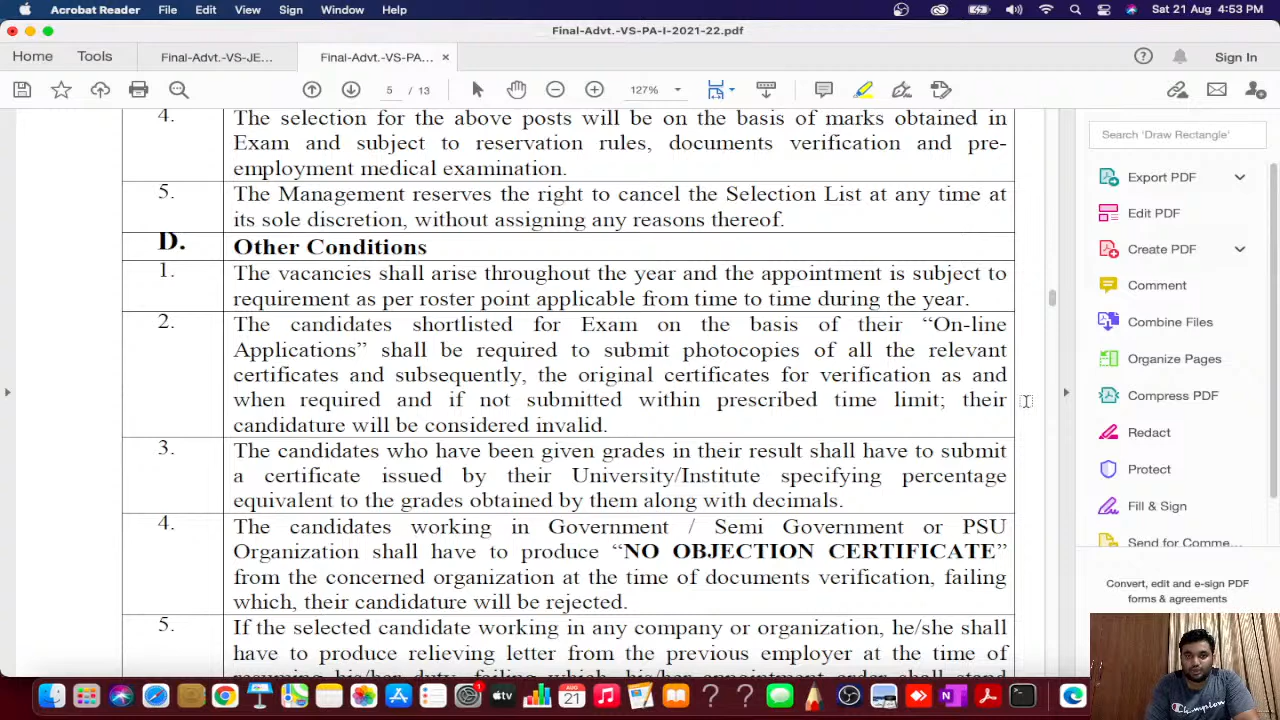 Acrobat Reader File Edit View Sign Window Help Sat 21 Aug 4:53 PM
Final-Advt.-VS-PA-I-2021-22.pdf
Home Tools Final-Advt.-VS-JE... Final-Advt.-VS-PA... × Sign In
5 / 13 127%
4. The selection for the above posts will be on the basis of marks obtained in
Exam and subject to reservation rules, documents verification and pre-
employment medical examination.
5. The Management reserves the right to cancel the Selection List at any time at
its sole discretion, without assigning any reasons thereof.
D. Other Conditions
1. The vacancies shall arise throughout the year and the appointment is subject to
requirement as per roster point applicable from time to time during the year.
2. The candidates shortlisted for Exam on the basis of their “On-line
Applications” shall be required to submit photocopies of all the relevant
certificates and subsequently, the original certificates for verification as and
when required and if not submitted within prescribed time limit; their
candidature will be considered invalid.
3. The candidates who have been given grades in their result shall have to submit
a certificate issued by their University/Institute specifying percentage
equivalent to the grades obtained by them along with decimals.
4. The candidates working in Government / Semi Government or PSU
Organization shall have to produce “NO OBJECTION CERTIFICATE”
from the concerned organization at the time of documents verification, failing
which, their candidature will be rejected.
5. If the selected candidate working in any company or organization, he/she shall
have to produce relieving letter from the previous employer at the time of
Search 'Draw Rectangle'
Export PDF
Edit PDF
Create PDF
Comment
Combine Files
Organize Pages
Compress PDF
Redact
Protect
Fill & Sign
Send for Comme...
Convert, edit and e-sign PDF
forms & agreements
AUG
21
tv
1